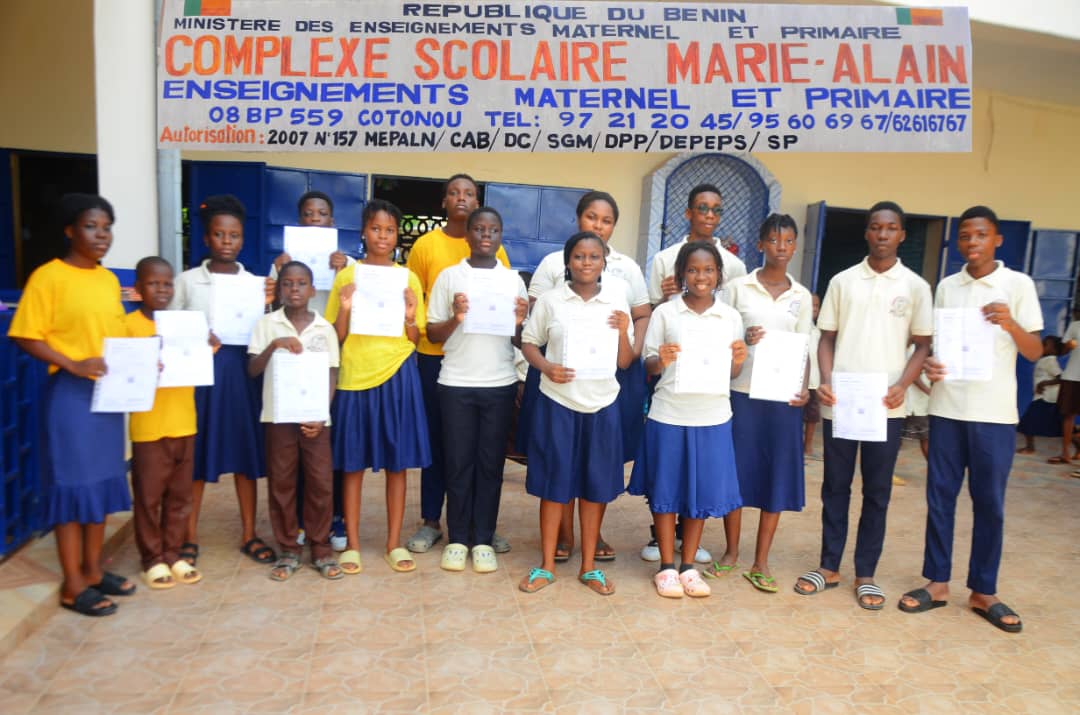 REPUBLIQUE DU BENIN
MINISTERE DES ENSEIGNEMENTS MATERNEL ET PRIMAIRE
COMPLEXE SCOLAIRE MARIE-ALAIN
ENSEIGNEMENTS MATERNEL ET PRIMAIRE
08 BP 559 COTONOU TEL: 97 21 20 45/95 60 69 67/62616767
Autorisation : 2007 N°157 MEPALN/CAB/DC/SGM/DPP/DEPEPS/SP